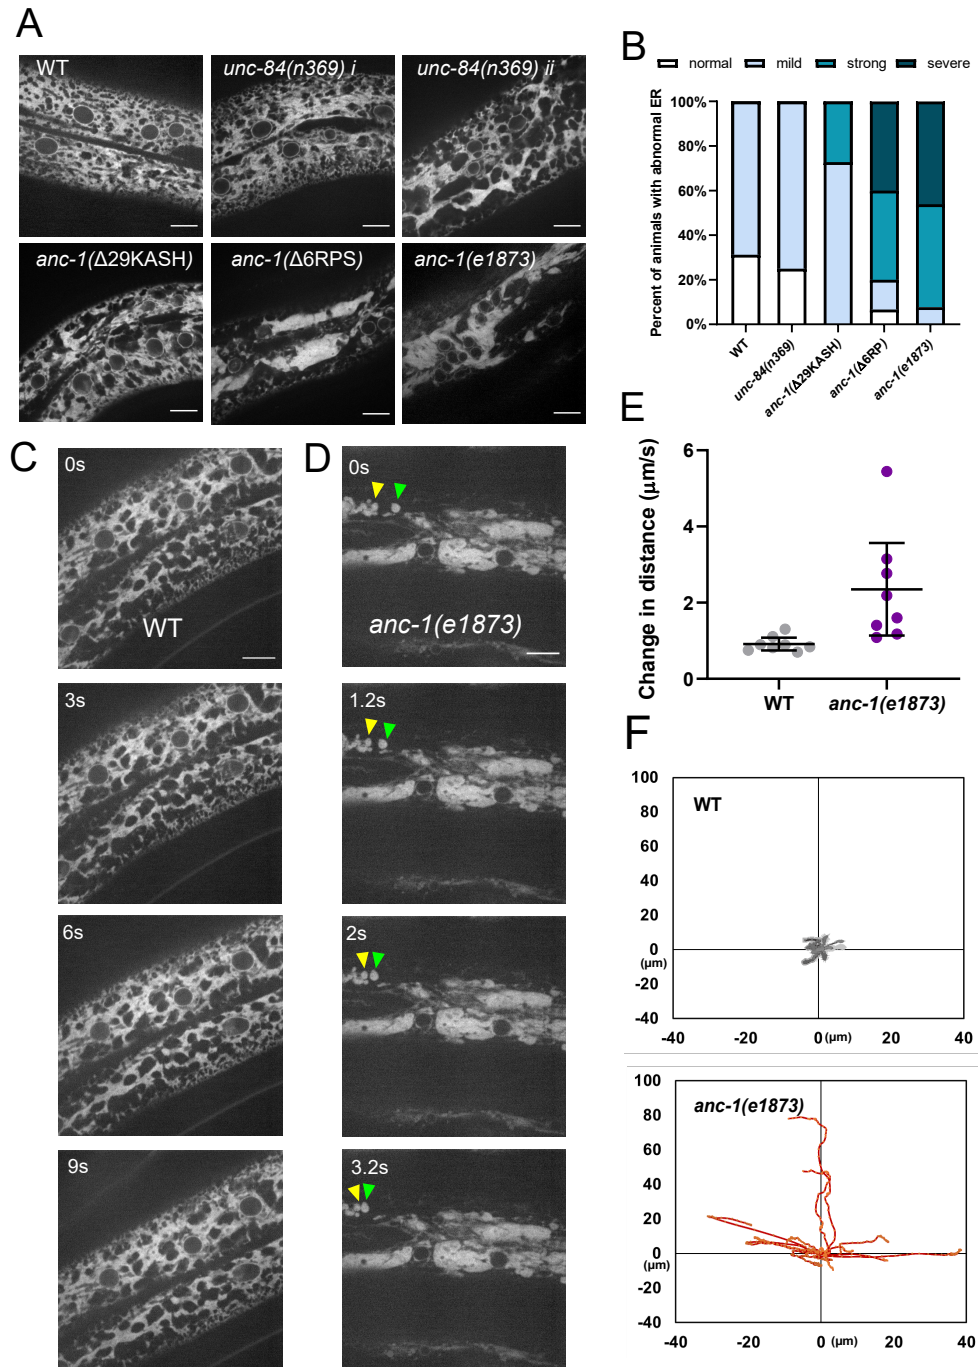 A
WT
unc-84(n369) i
unc-84(n369) ii
anc-1(Δ29KASH)
anc-1(Δ6RPS)
anc-1(e1873)
B
normal mild strong severe
Percent of animals with abnormal ER
100%
80%
60%
40%
20%
0%
WT
unc-84(n369)
anc-1(Δ29KASH)
anc-1(Δ6RP)
anc-1(e1873)
C
0s
WT
3s
6s
9s
D
0s
anc-1(e1873)
1.2s
2s
3.2s
E
Change in distance (μm/s)
6
4
2
0
WT
anc-1(e1873)
F
WT
100
80
60
40
20
0
(μm)
-20
-40
-40 -20 0 (μm) 20 40
anc-1(e1873)
100
80
60
40
20
0
(μm)
-20
-40
-40 -20 0 (μm) 20 40